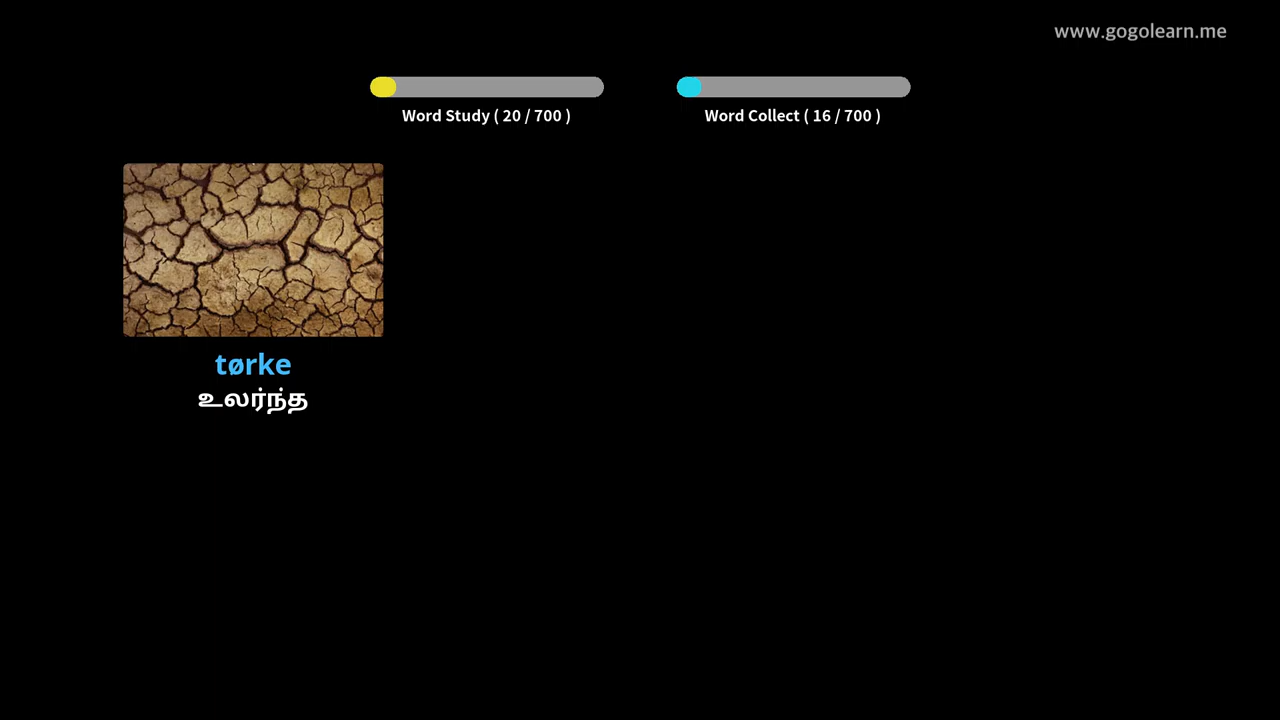 www.gogolearn.me
Word Study ( 20 / 700 )
Word Collect ( 16 / 700 )
tørke
உலர்ந்த